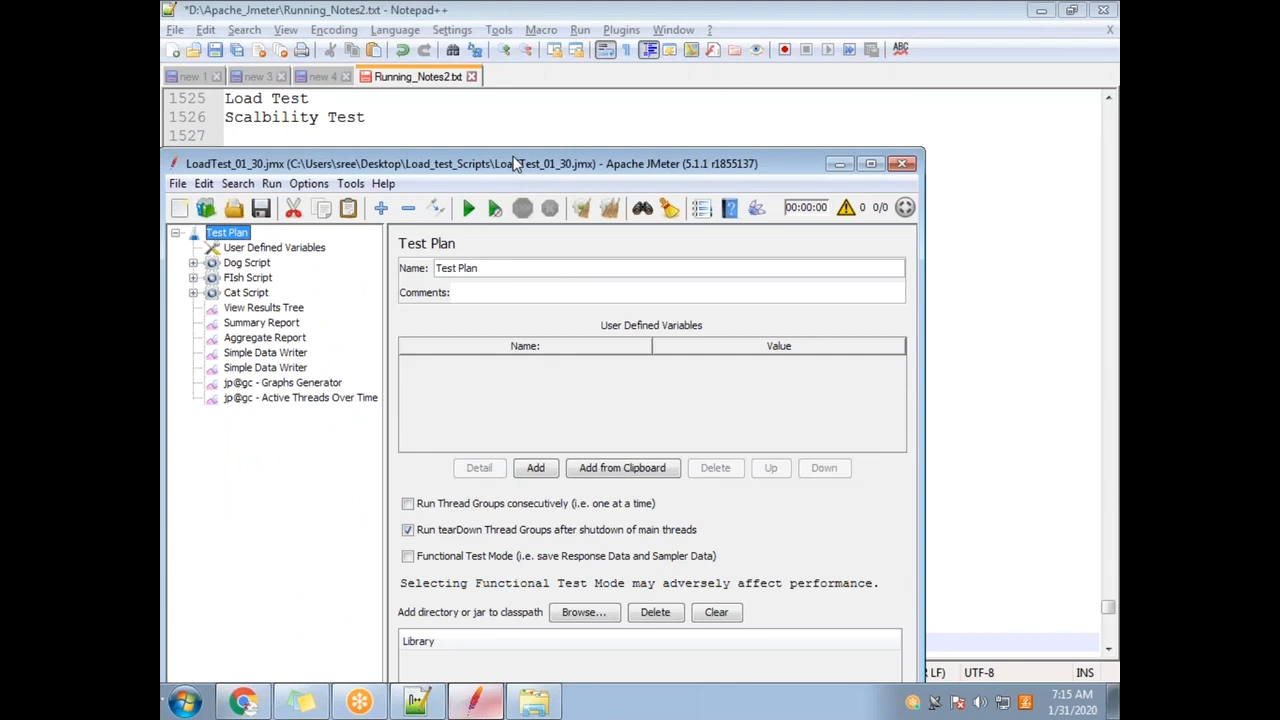 *D:\Apache_Jmeter\Running_Notes2.txt - Notepad++
File Edit Search View Encoding Language Settings Tools Macro Run Plugins Window ? X
new 1 new 3 new 4 Running_Notes2.txt
1525 Load Test
1526 Scalbility Test
1527
LoadTest_01_30.jmx (C:\Users\sree\Desktop\Load_test_Scripts\LoadTest_01_30.jmx) - Apache JMeter (5.1.1 r1855137)
File Edit Search Run Options Tools Help
00:00:00 0 0/0
Test Plan
User Defined Variables
Dog Script
FIsh Script
Cat Script
View Results Tree
Summary Report
Aggregate Report
Simple Data Writer
Simple Data Writer
jp@gc - Graphs Generator
jp@gc - Active Threads Over Time
Test Plan
Name: Test Plan
Comments:
User Defined Variables
Name: Value
Detail Add Add from Clipboard Delete Up Down
Run Thread Groups consecutively (i.e. one at a time)
Run tearDown Thread Groups after shutdown of main threads
Functional Test Mode (i.e. save Response Data and Sampler Data)
Selecting Functional Test Mode may adversely affect performance.
Add directory or jar to classpath Browse... Delete Clear
Library
LF) UTF-8 INS
7:15 AM
1/31/2020